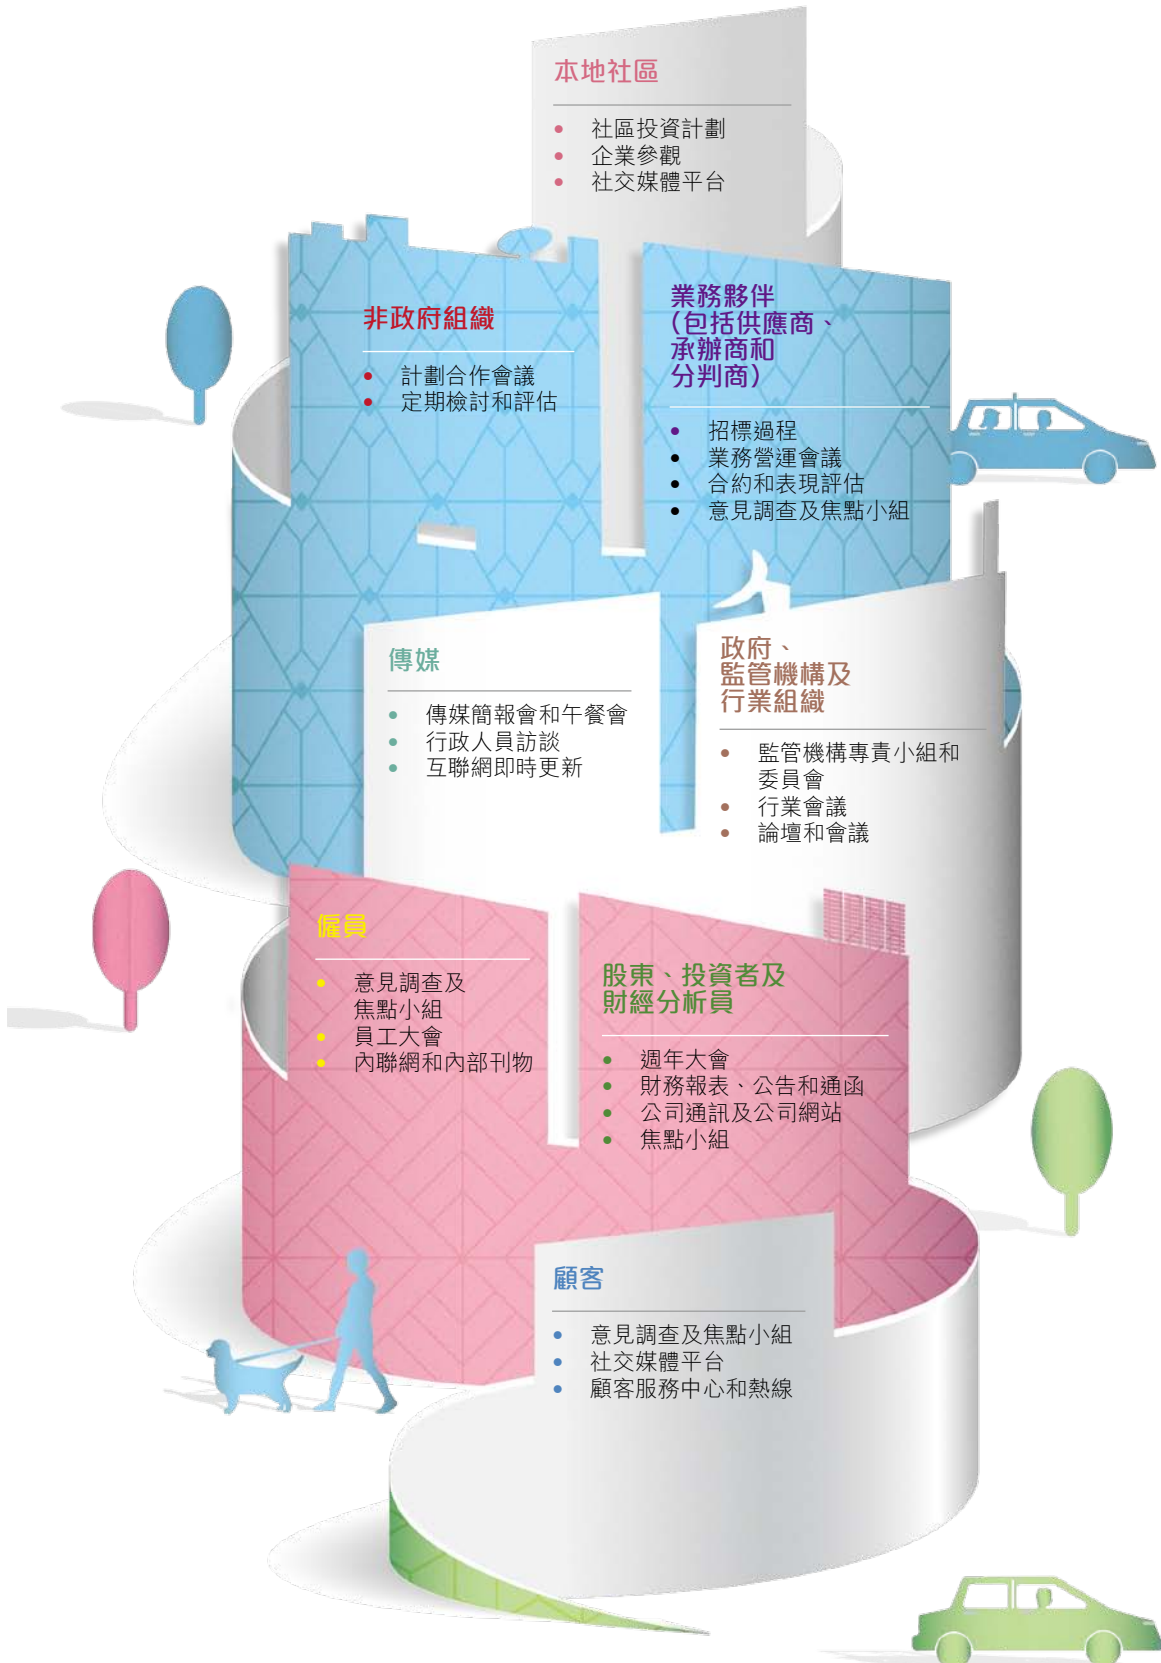 本地社區
• 社區投資計劃
• 企業參觀
• 社交媒體平台
非政府組織
• 計劃合作會議
• 定期檢討和評估
業務夥伴
(包括供應商、
承辦商和
分判商)
• 招標過程
• 業務營運會議
• 合約和表現評估
• 意見調查及焦點小組
傳媒
• 傳媒簡報會和午餐會
• 行政人員訪談
• 互聯網即時更新
政府、
監管機構及
行業組織
• 監管機構專責小組和
委員會
• 行業會議
• 論壇和會議
僱員
• 意見調查及
焦點小組
• 員工大會
• 內聯網和內部刊物
股東、投資者及
財經分析員
• 週年大會
• 財務報表、公告和通函
• 公司通訊及公司網站
• 焦點小組
顧客
• 意見調查及焦點小組
• 社交媒體平台
• 顧客服務中心和熱線